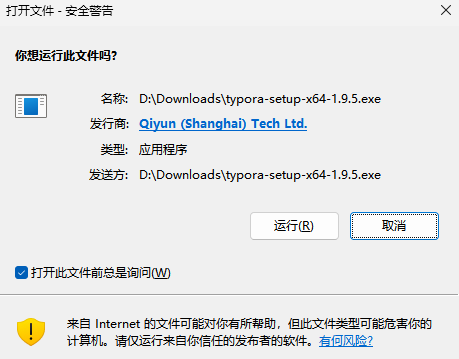 打开文件 - 安全警告
你想运行此文件吗?
名称: D:\Downloads\typora-setup-x64-1.9.5.exe
发行商: Qiyun (Shanghai) Tech Ltd.
类型: 应用程序
发送方: D:\Downloads\typora-setup-x64-1.9.5.exe
运行(R) 取消
打开此文件前总是询问(W)
来自 Internet 的文件可能对你有所帮助，但此文件类型可能危害你的
计算机。请仅运行来自你信任的发布者的软件。有何风险?